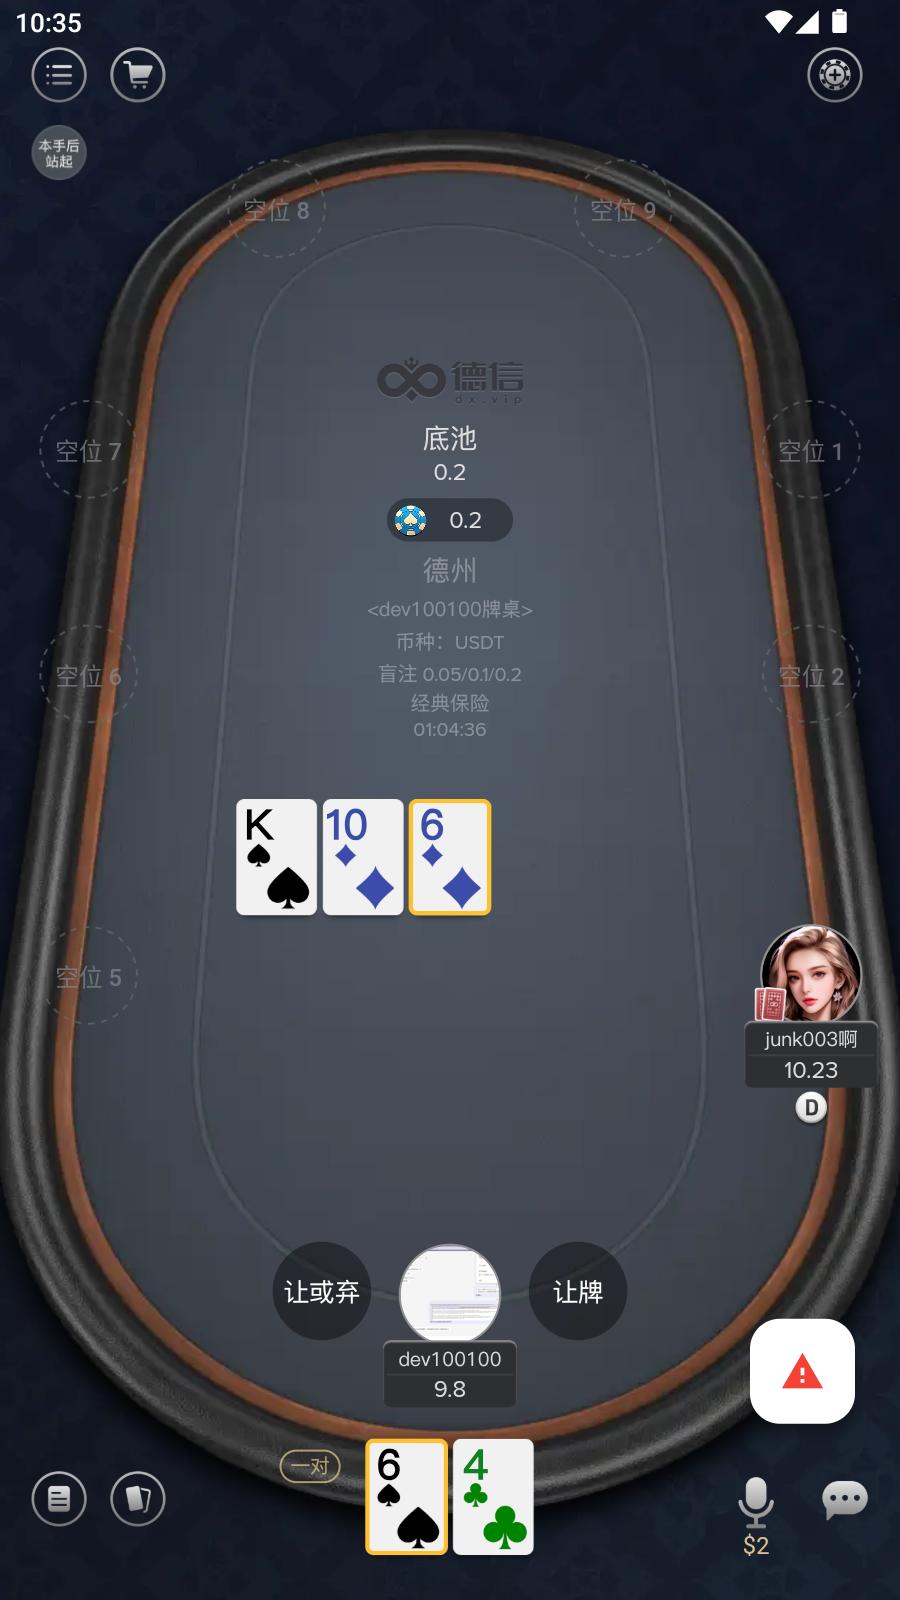 10:35
本手后
站起
空位 8
空位 9
德信
dx.vip
底池
0.2
空位 7
空位 1
0.2
德州
<dev100100牌桌>
币种：USDT
空位 6
盲注 0.05/0.1/0.2
空位 2
经典保险
01:04:36
K
10
6
空位 5
junk003啊
10.23
D
让或弃
让牌
dev100100
9.8
一对
6
4
$2